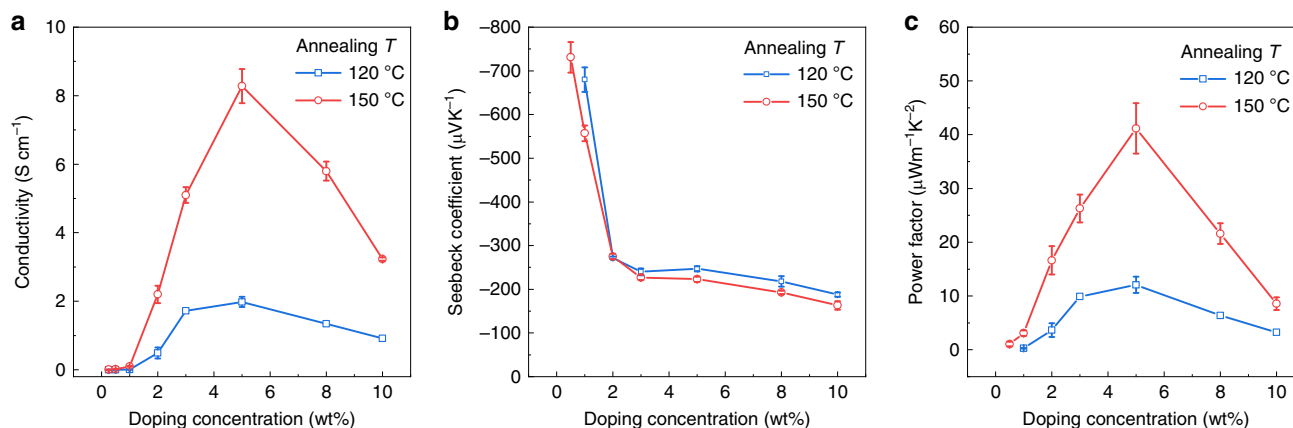 a
10
8
6
4
2
0
Conductivity (S cm⁻¹)
0 2 4 6 8 10
Doping concentration (wt%)
Annealing T
120 °C
150 °C
b
−800
−700
−600
−500
−400
−300
−200
−100
0
Seebeck coefficient (μVK⁻¹)
0 2 4 6 8 10
Doping concentration (wt%)
Annealing T
120 °C
150 °C
c
60
50
40
30
20
10
0
Power factor (μWm⁻¹K⁻²)
0 2 4 6 8 10
Doping concentration (wt%)
Annealing T
120 °C
150 °C